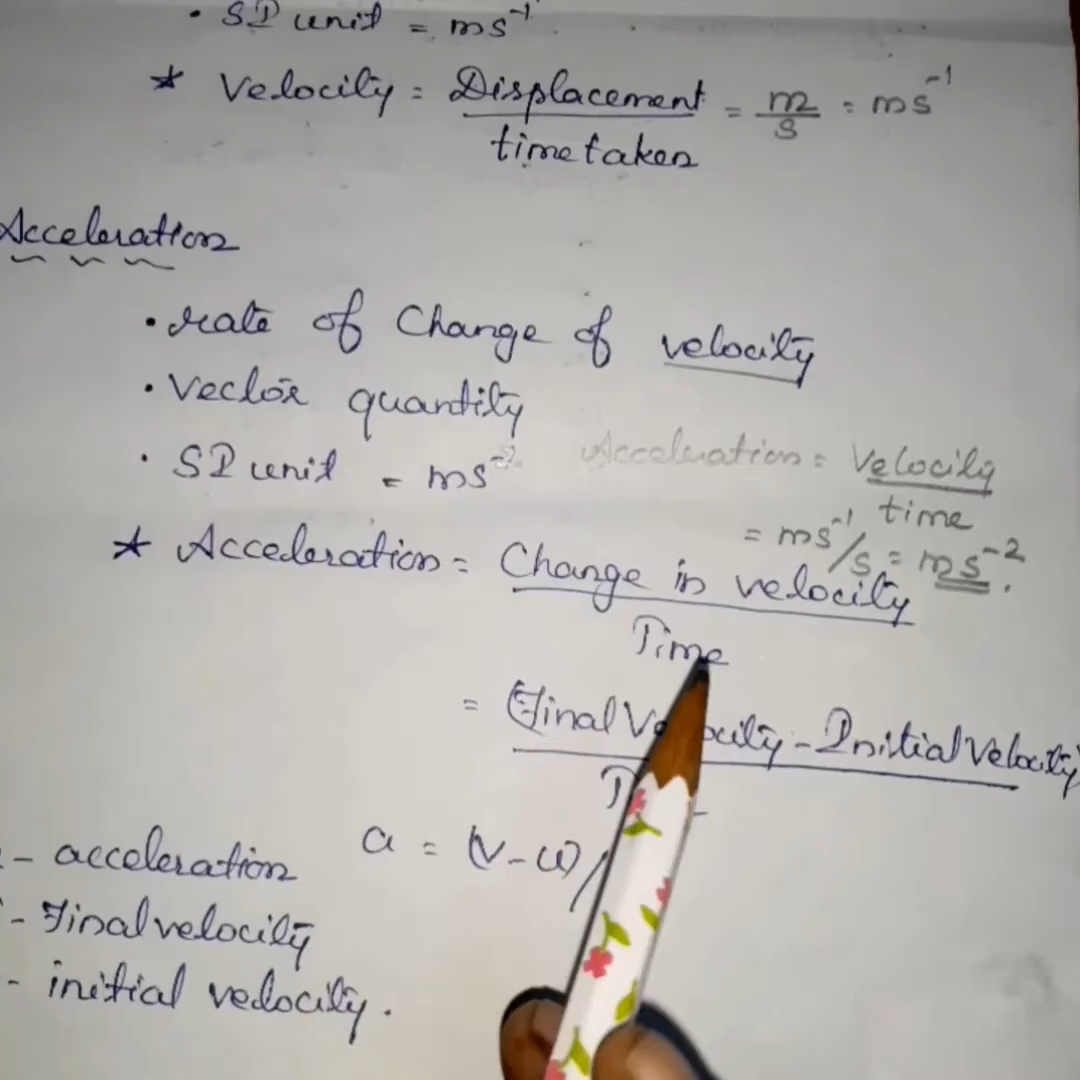 • SI unit = ms⁻¹.
* Velocity = Displacement / time taken = m/s = ms⁻¹
Acceleration
• rate of Change of velocity
• Vector quantity
• SI unit = ms⁻²
Acceleration = Velocity / time
= ms⁻¹/s = ms⁻².
* Acceleration = Change in velocity / Time
= Final Velocity - Initial Velocity
a = (v-u)/
- acceleration
- Final velocity
- initial velocity.